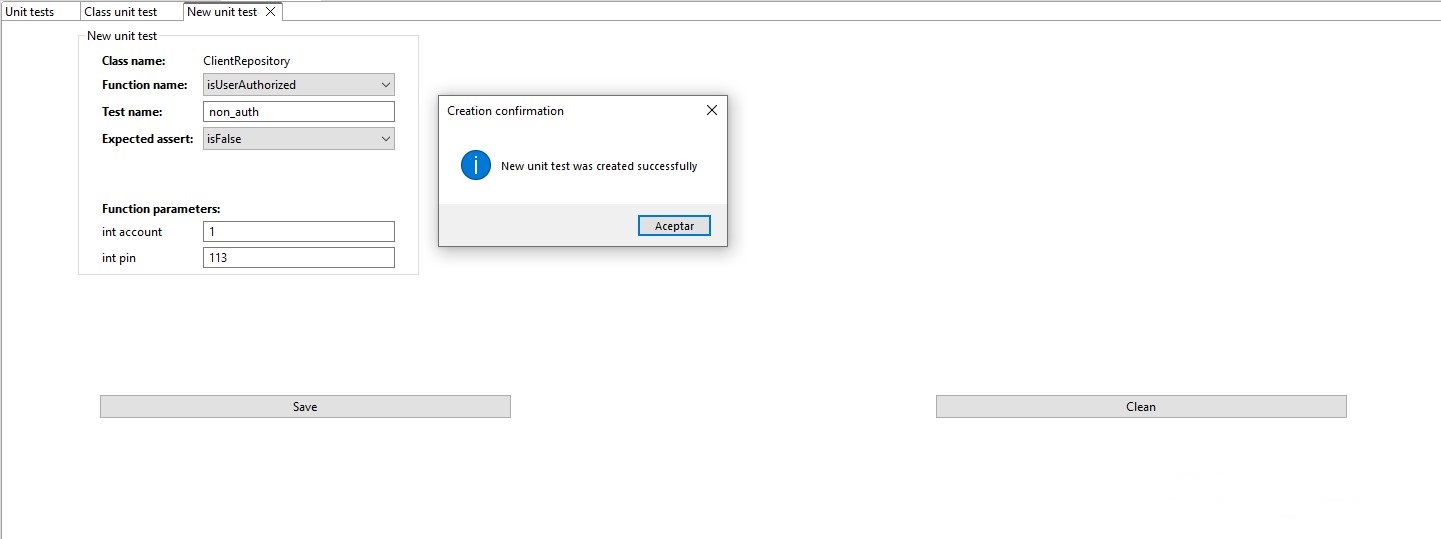 Unit tests
Class unit test
New unit test
New unit test
Class name: ClientRepository
Function name: isUserAuthorized
Test name: non_auth
Expected assert: isFalse
Function parameters:
int account 1
int pin 113
Creation confirmation
New unit test was created successfully
Aceptar
Save
Clean